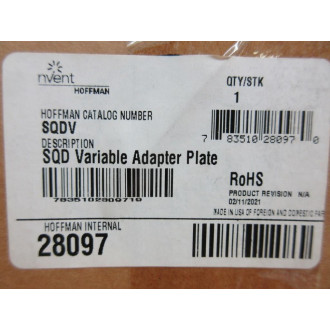 nvent
HOFFMAN
QTY/STK
1
HOFFMAN CATALOG NUMBER
SQDV
7 83510 28097 0
DESCRIPTION
SQD Variable Adapter Plate
RoHS
PRODUCT REVISION N/A
02/11/2021
MADE IN USA OF FOREIGN AND DOMESTIC
HOFFMAN INTERNAL
28097